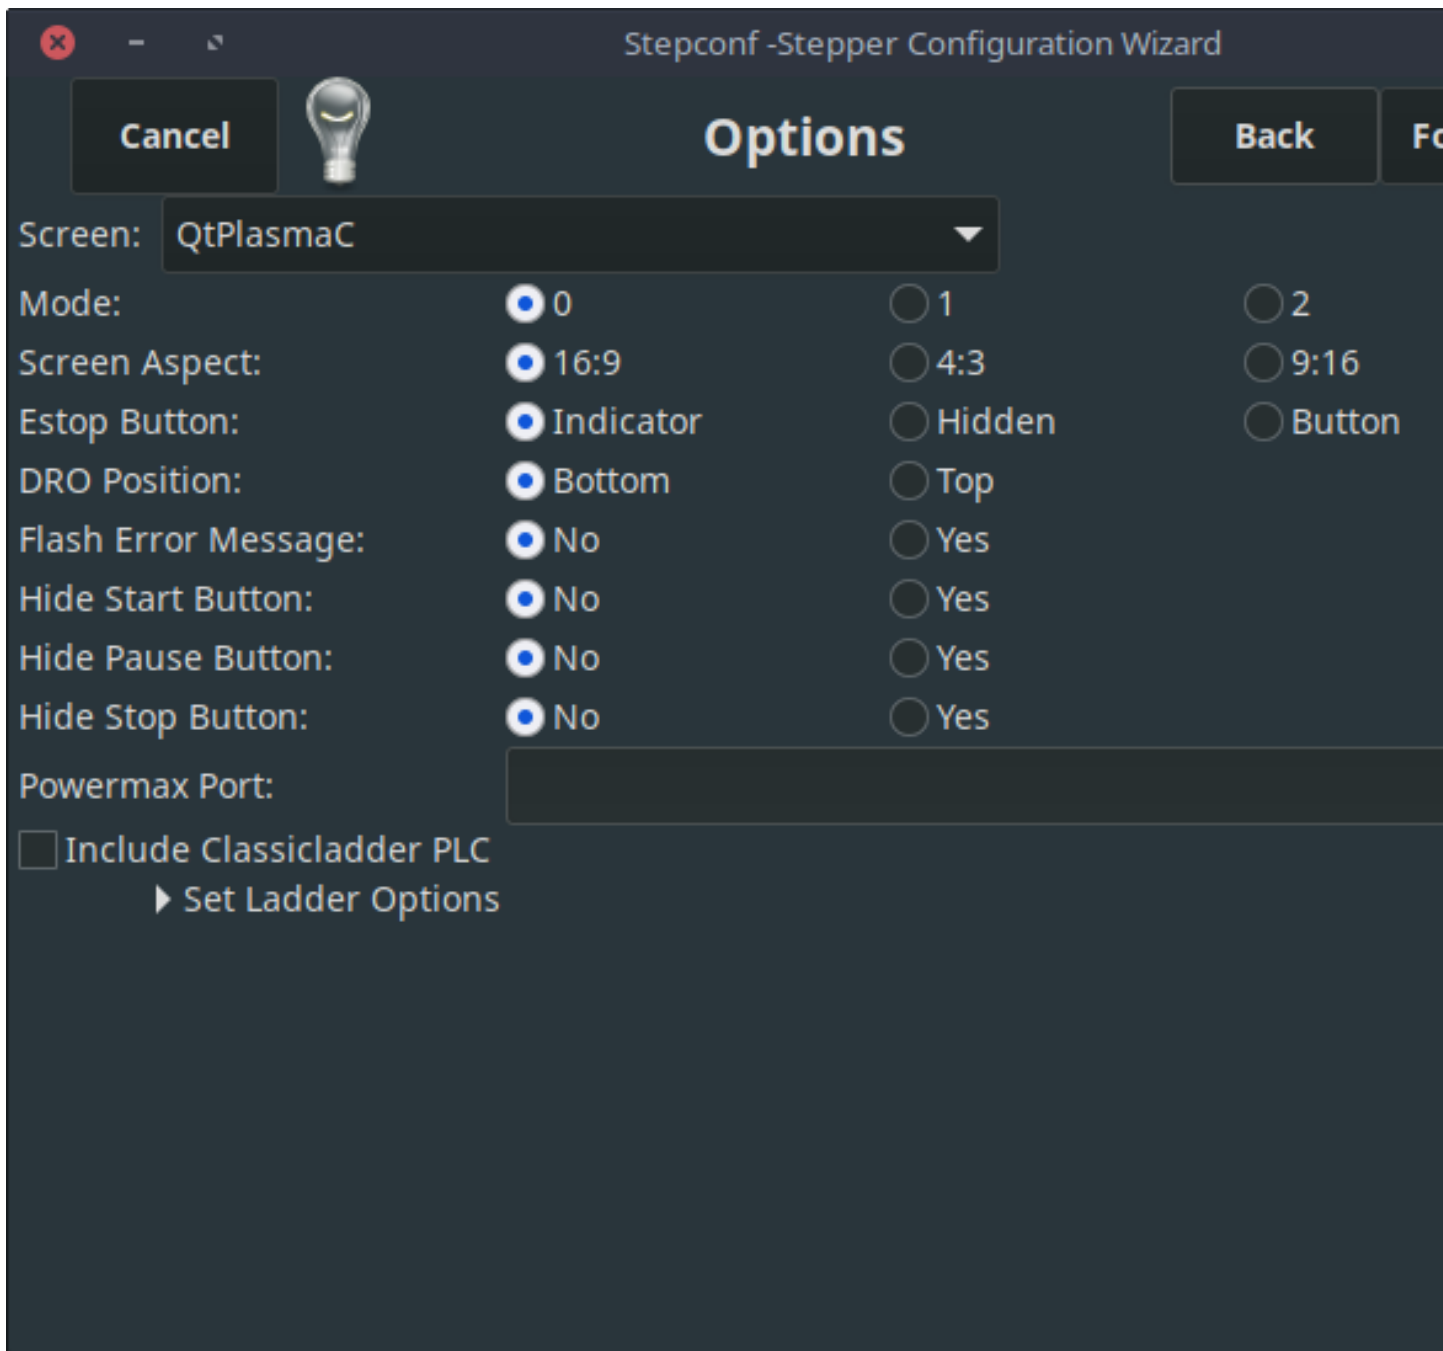 Stepconf -Stepper Configuration Wizard
Cancel Options Back
Screen: QtPlasmaC
Mode: 0 1 2
Screen Aspect: 16:9 4:3 9:16
Estop Button: Indicator Hidden Button
DRO Position: Bottom Top
Flash Error Message: No Yes
Hide Start Button: No Yes
Hide Pause Button: No Yes
Hide Stop Button: No Yes
Powermax Port:
Include Classicladder PLC
Set Ladder Options